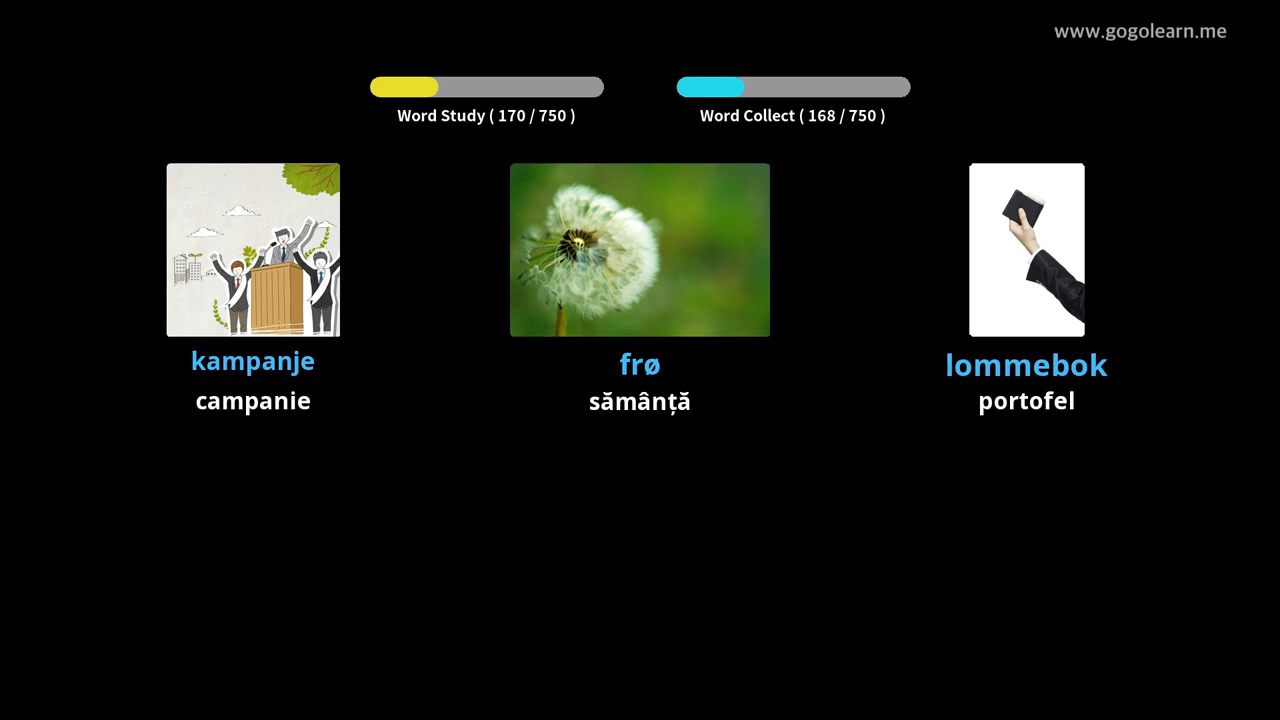 www.gogolearn.me
Word Study ( 170 / 750 )
Word Collect ( 168 / 750 )
kampanje
campanie
frø
sămânță
lommebok
portofel